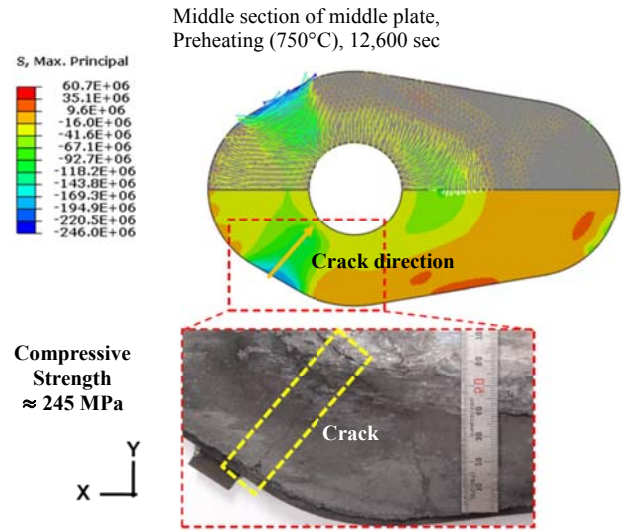 Middle section of middle plate,
Preheating (750°C), 12,600 sec
S, Max. Principal
60.7E+06
35.1E+06
9.6E+06
-16.0E+06
-41.6E+06
-67.1E+06
-92.7E+06
-118.2E+06
-143.8E+06
-169.3E+06
-194.9E+06
-220.5E+06
-246.0E+06
Crack direction
Compressive
Strength
≈ 245 MPa
Crack
Y
X